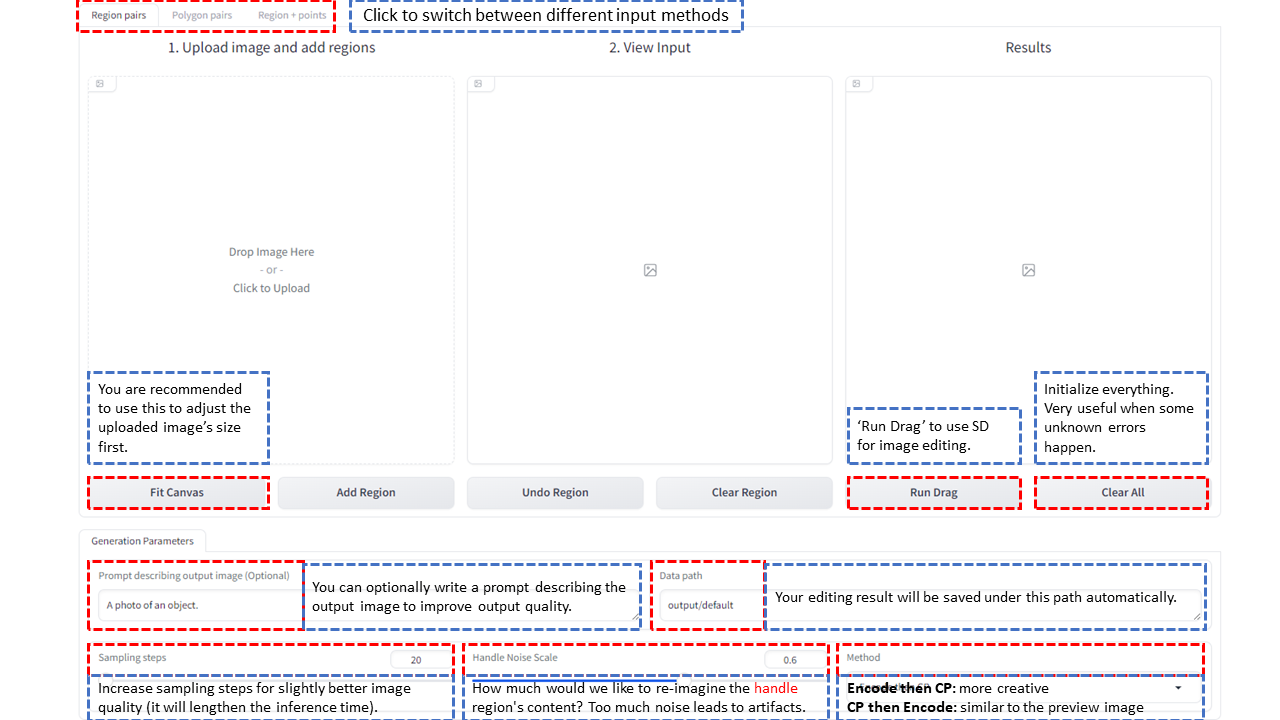 Region pairs Polygon pairs Region + points
Click to switch between different input methods
1. Upload image and add regions
2. View Input
Results
Drop Image Here
- or -
Click to Upload
You are recommended
to use this to adjust the
uploaded image’s size
first.
‘Run Drag’ to use SD
for image editing.
Initialize everything.
Very useful when some
unknown errors
happen.
Fit Canvas
Add Region
Undo Region
Clear Region
Run Drag
Clear All
Generation Parameters
Prompt describing output image (Optional)
A photo of an object.
You can optionally write a prompt describing the
output image to improve output quality.
Data path
output/default
Your editing result will be saved under this path automatically.
Sampling steps
20
Increase sampling steps for slightly better image
quality (it will lengthen the inference time).
Handle Noise Scale
0.6
How much would we like to re-imagine the handle
region's content? Too much noise leads to artifacts.
Method
Encode then CP: more creative
CP then Encode: similar to the preview image